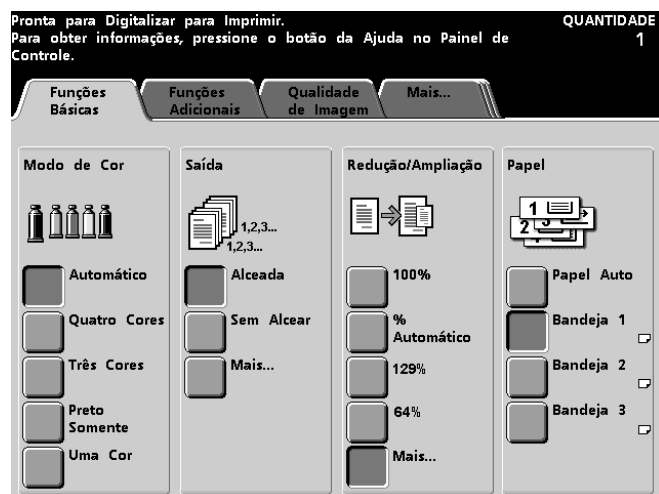 Pronta para Digitalizar para Imprimir.
Para obter informações, pressione o botão da Ajuda no Painel de
Controle.
QUANTIDADE
1
Funções
Básicas
Funções
Adicionais
Qualidade
de Imagem
Mais...
Modo de Cor
Automático
Quatro Cores
Três Cores
Preto
Somente
Uma Cor
Saída
1,2,3...
1,2,3...
Alceada
Sem Alcear
Mais...
Redução/Ampliação
100%
%
Automático
129%
64%
Mais...
Papel
1
2
3
Papel Auto
Bandeja 1
Bandeja 2
Bandeja 3